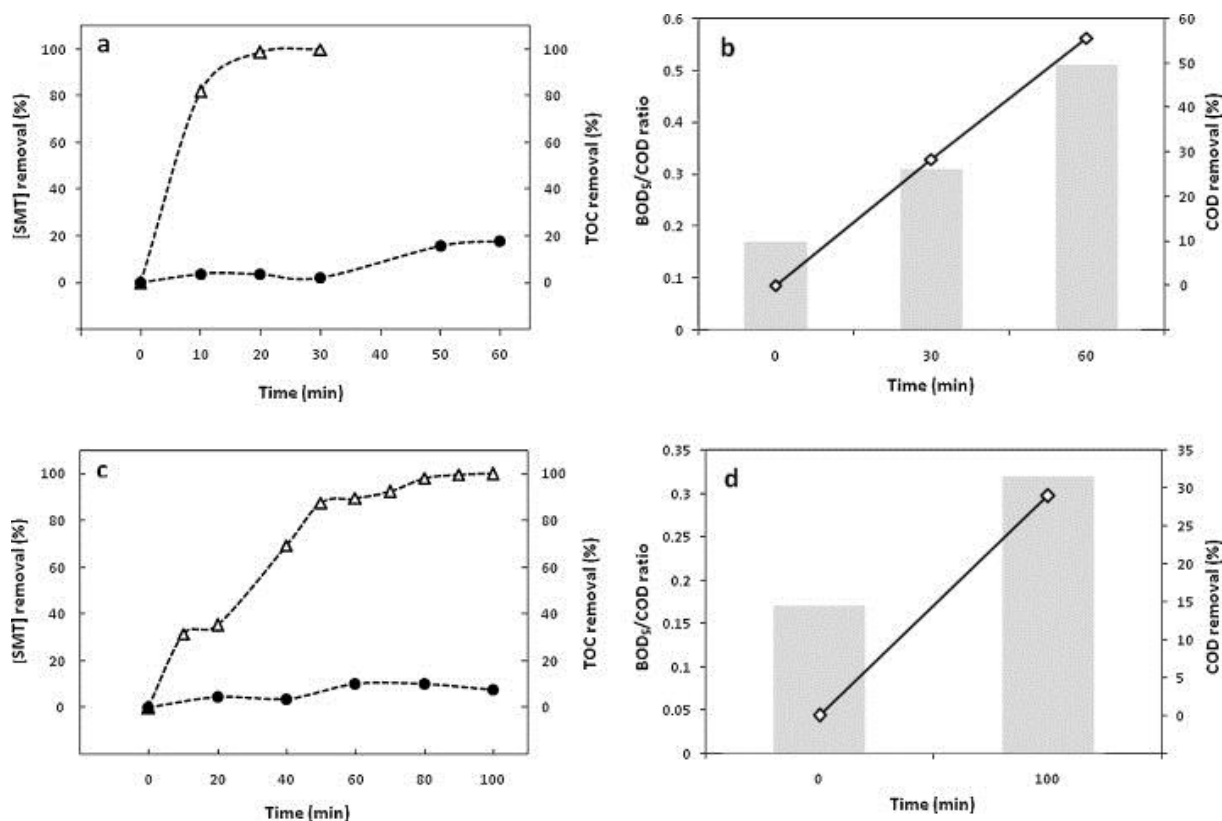 a
[SMT] removal (%)
100
80
60
40
20
0
100
80
60
40
20
0
TOC removal (%)
0 10 20 30 40 50 60
Time (min)
b
BOD₅/COD ratio
0.6
0.5
0.4
0.3
0.2
0.1
0
60
50
40
30
20
10
0
COD removal (%)
0 30 60
Time (min)
c
[SMT] removal (%)
100
80
60
40
20
0
100
80
60
40
20
0
TOC removal (%)
0 20 40 60 80 100
Time (min)
d
BOD₅/COD ratio
0.35
0.3
0.25
0.2
0.15
0.1
0.05
0
35
30
25
20
15
10
5
0
COD removal (%)
0 100
Time (min)